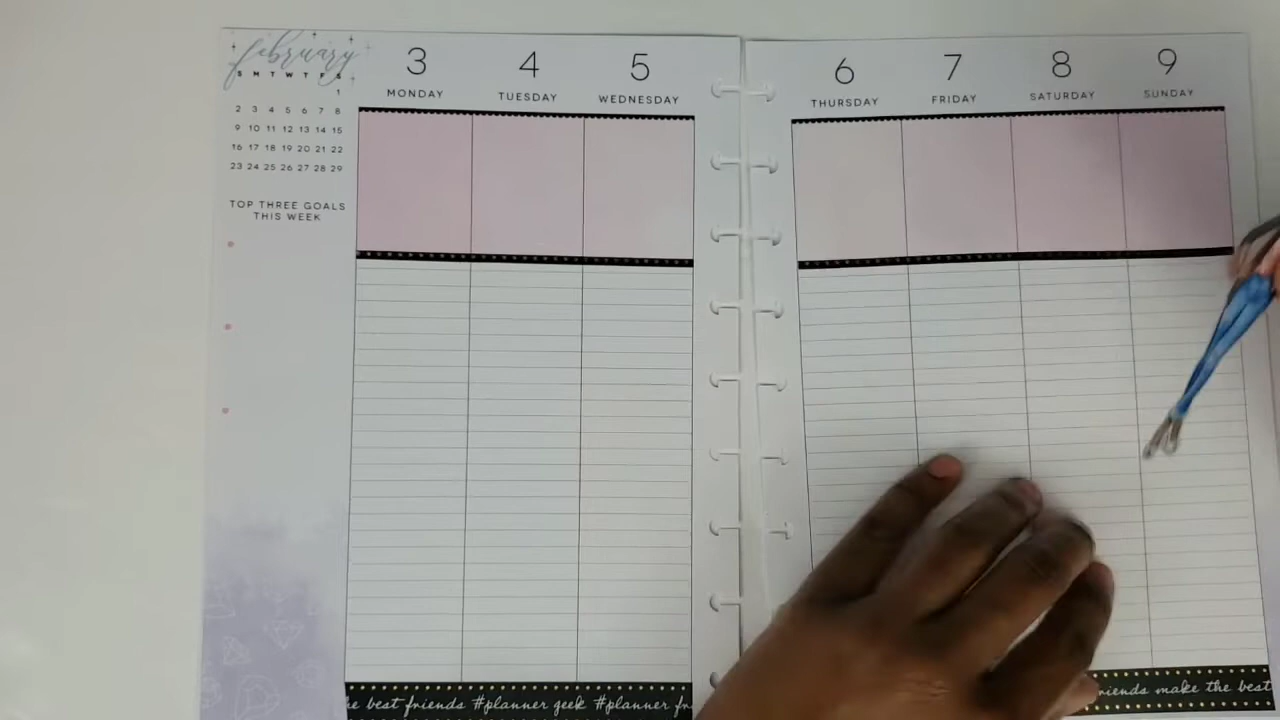 february
S M T W T F S
1
2 3 4 5 6 7 8
9 10 11 12 13 14 15
16 17 18 19 20 21 22
23 24 25 26 27 28 29
TOP THREE GOALS
THIS WEEK
3 4 5 6 7 8 9
MONDAY TUESDAY WEDNESDAY THURSDAY FRIDAY SATURDAY SUNDAY
best friends #planner geek #planner
make the best